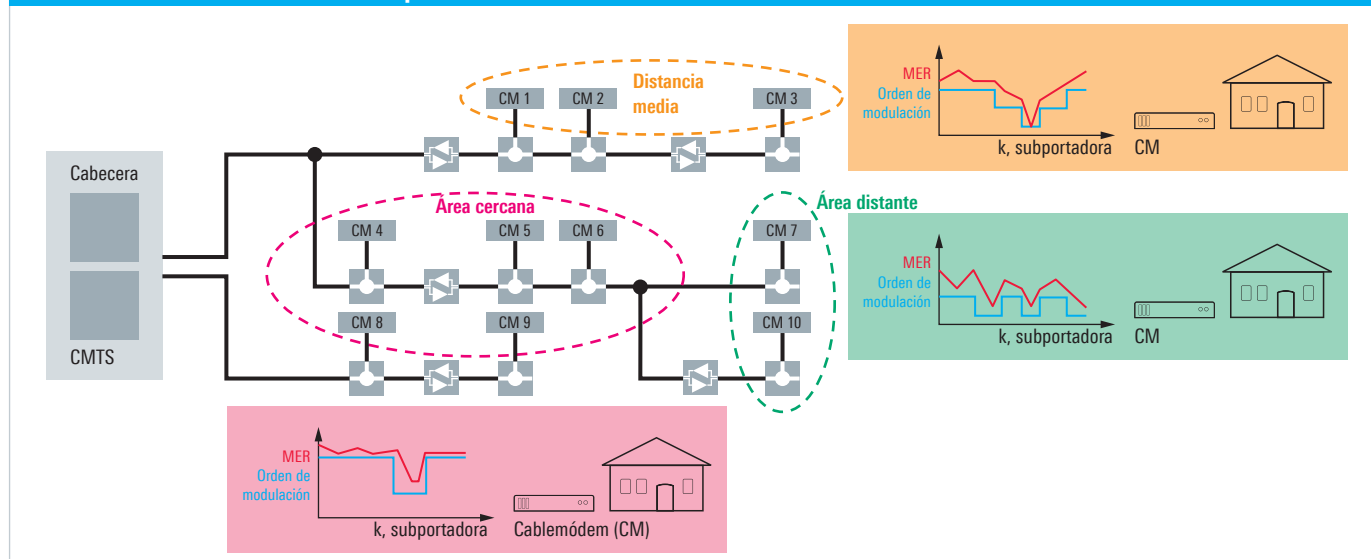 Cabecera
CMTS
Distancia
media
CM 1
CM 2
CM 3
Área cercana
CM 4
CM 5
CM 6
Área distante
CM 7
CM 8
CM 9
CM 10
MER
Orden de
modulación
k, subportadora
CM
MER
Orden de
modulación
k, subportadora
CM
MER
Orden de
modulación
k, subportadora
Cablemódem (CM)